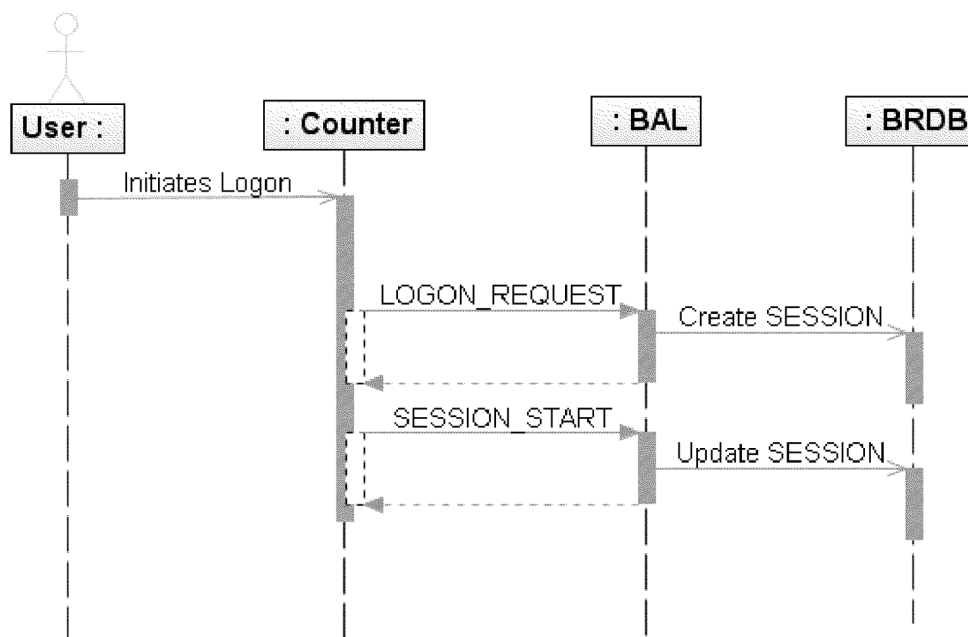 User :
: Counter
: BAL
: BRDB
Initiates Logon
LOGON_REQUEST
Create SESSION
SESSION_START
Update SESSION